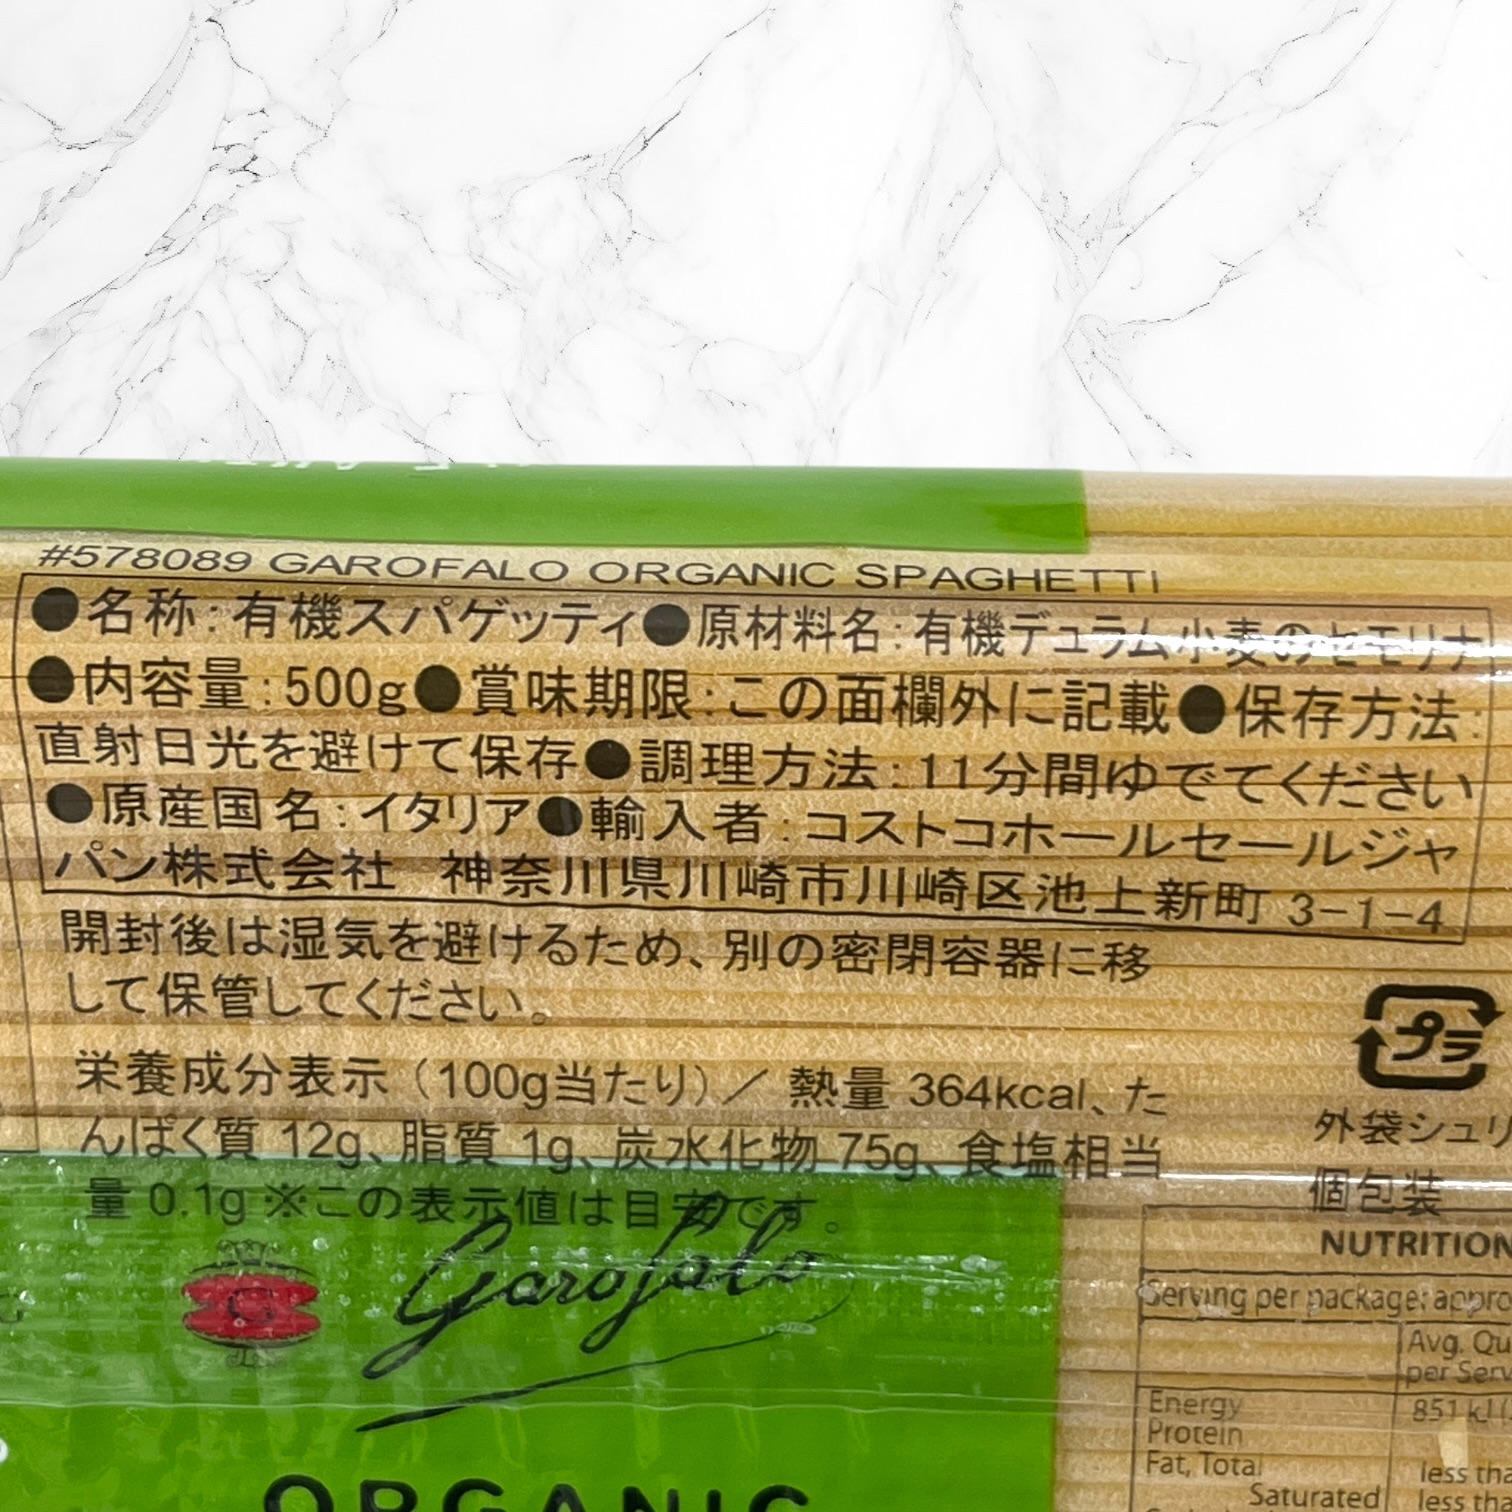 #578089 GAROFALO ORGANIC SPAGHETTI
●名称:有機スパゲッティ●原材料名:有機デュラム小麦のセモリナ
●内容量:500g●賞味期限:この面欄外に記載●保存方法:
直射日光を避けて保存●調理方法:11分間ゆでてください
●原産国名:イタリア●輸入者:コストコホールセールジャ
パン株式会社 神奈川県川崎市川崎区池上新町 3-1-4
開封後は湿気を避けるため、別の密閉容器に移
して保管してください。
栄養成分表示(100g当たり)/ 熱量 364kcal、た
んぱく質 12g、脂質 1g、炭水化物 75g、食塩相当
量 0.1g ※この表示値は目安です。
プラ
外袋シュリ
個包装
Garofalo
ORGANIC
NUTRITION
Serving per package: appro
Avg. Qu
per Serv
Energy 851 kJ
Protein
Fat, Total less tha
Saturated less tha